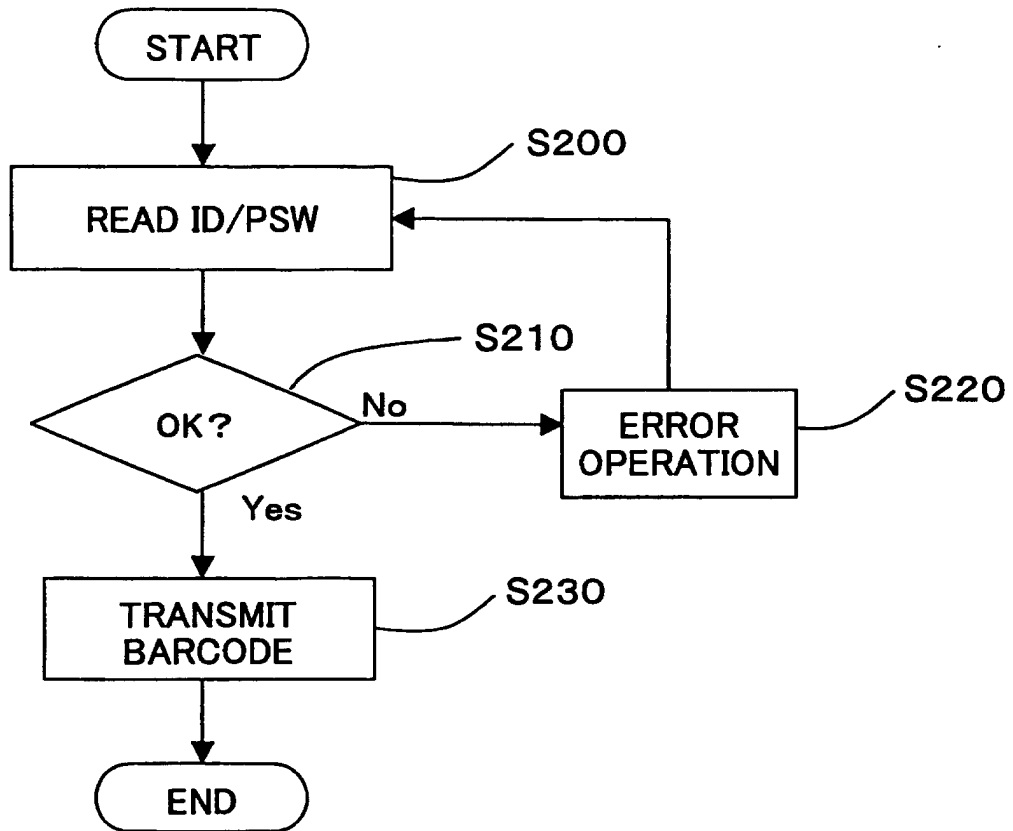 START
S200
READ ID/PSW
S210
OK?
No
S220
ERROR
OPERATION
Yes
S230
TRANSMIT
BARCODE
END